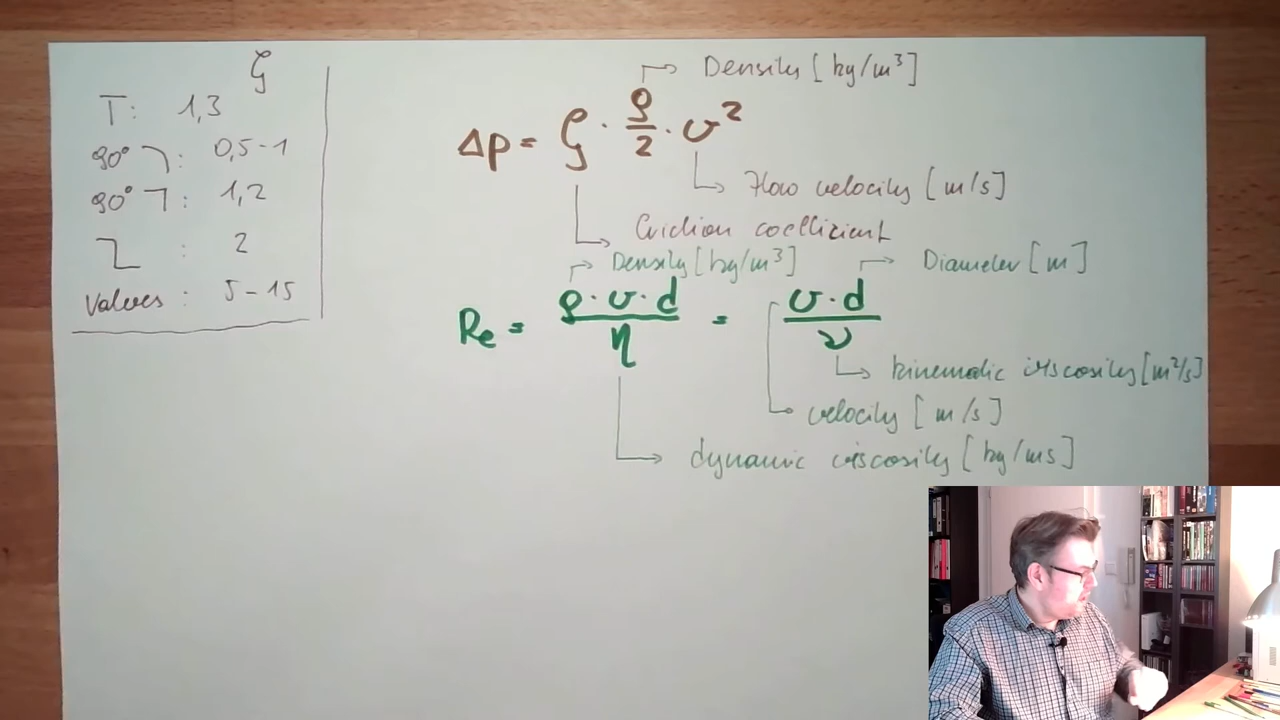 ζ
T: 1,3
90° ⌝: 0,5-1
90° ¬: 1,2
: 2
Valves: 5-15
Density [kg/m³]
Δp = ζ · ρ/2 · v²
Flow velocity [m/s]
Friction coefficient
Density [kg/m³]
Diameter [m]
Re = ρ·v·d/η = v·d/ν
kinematic viscosity [m²/s]
velocity [m/s]
dynamic viscosity [kg/ms]